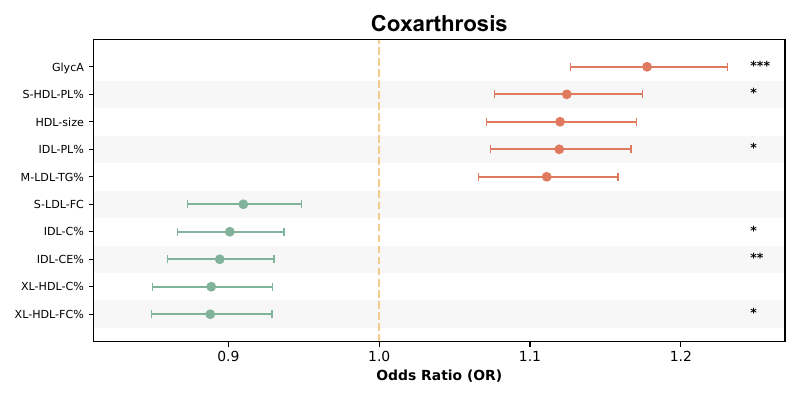 Coxarthrosis
GlycA ***
S-HDL-PL% *
HDL-size
IDL-PL% *
M-LDL-TG%
S-LDL-FC
IDL-C% *
IDL-CE% **
XL-HDL-C%
XL-HDL-FC% *
0.9 1.0 1.1 1.2
Odds Ratio (OR)